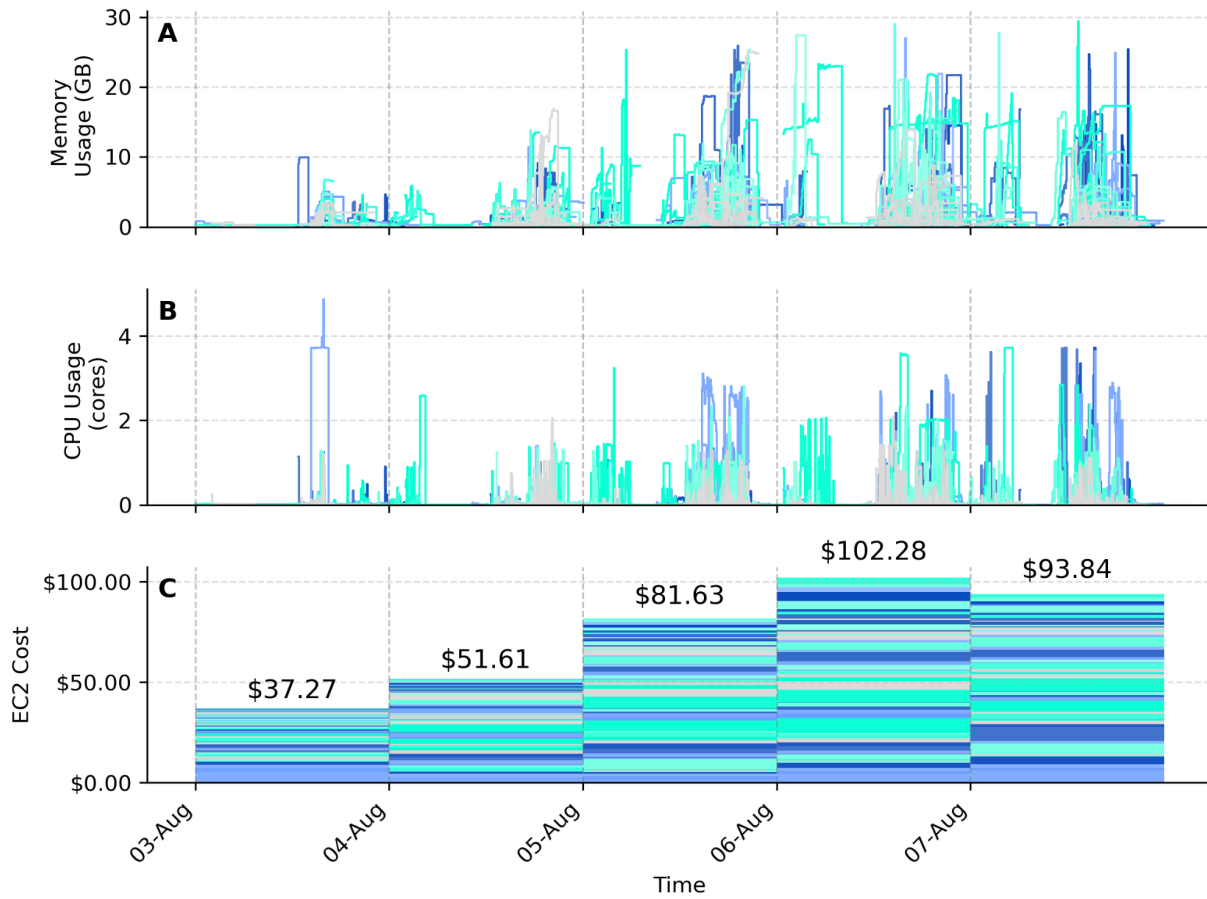 A
30
20
10
0
Memory
Usage (GB)
B
4
2
0
CPU Usage
(cores)
C
$100.00
$50.00
$0.00
EC2 Cost
$37.27
$51.61
$81.63
$102.28
$93.84
03-Aug
04-Aug
05-Aug
06-Aug
07-Aug
Time